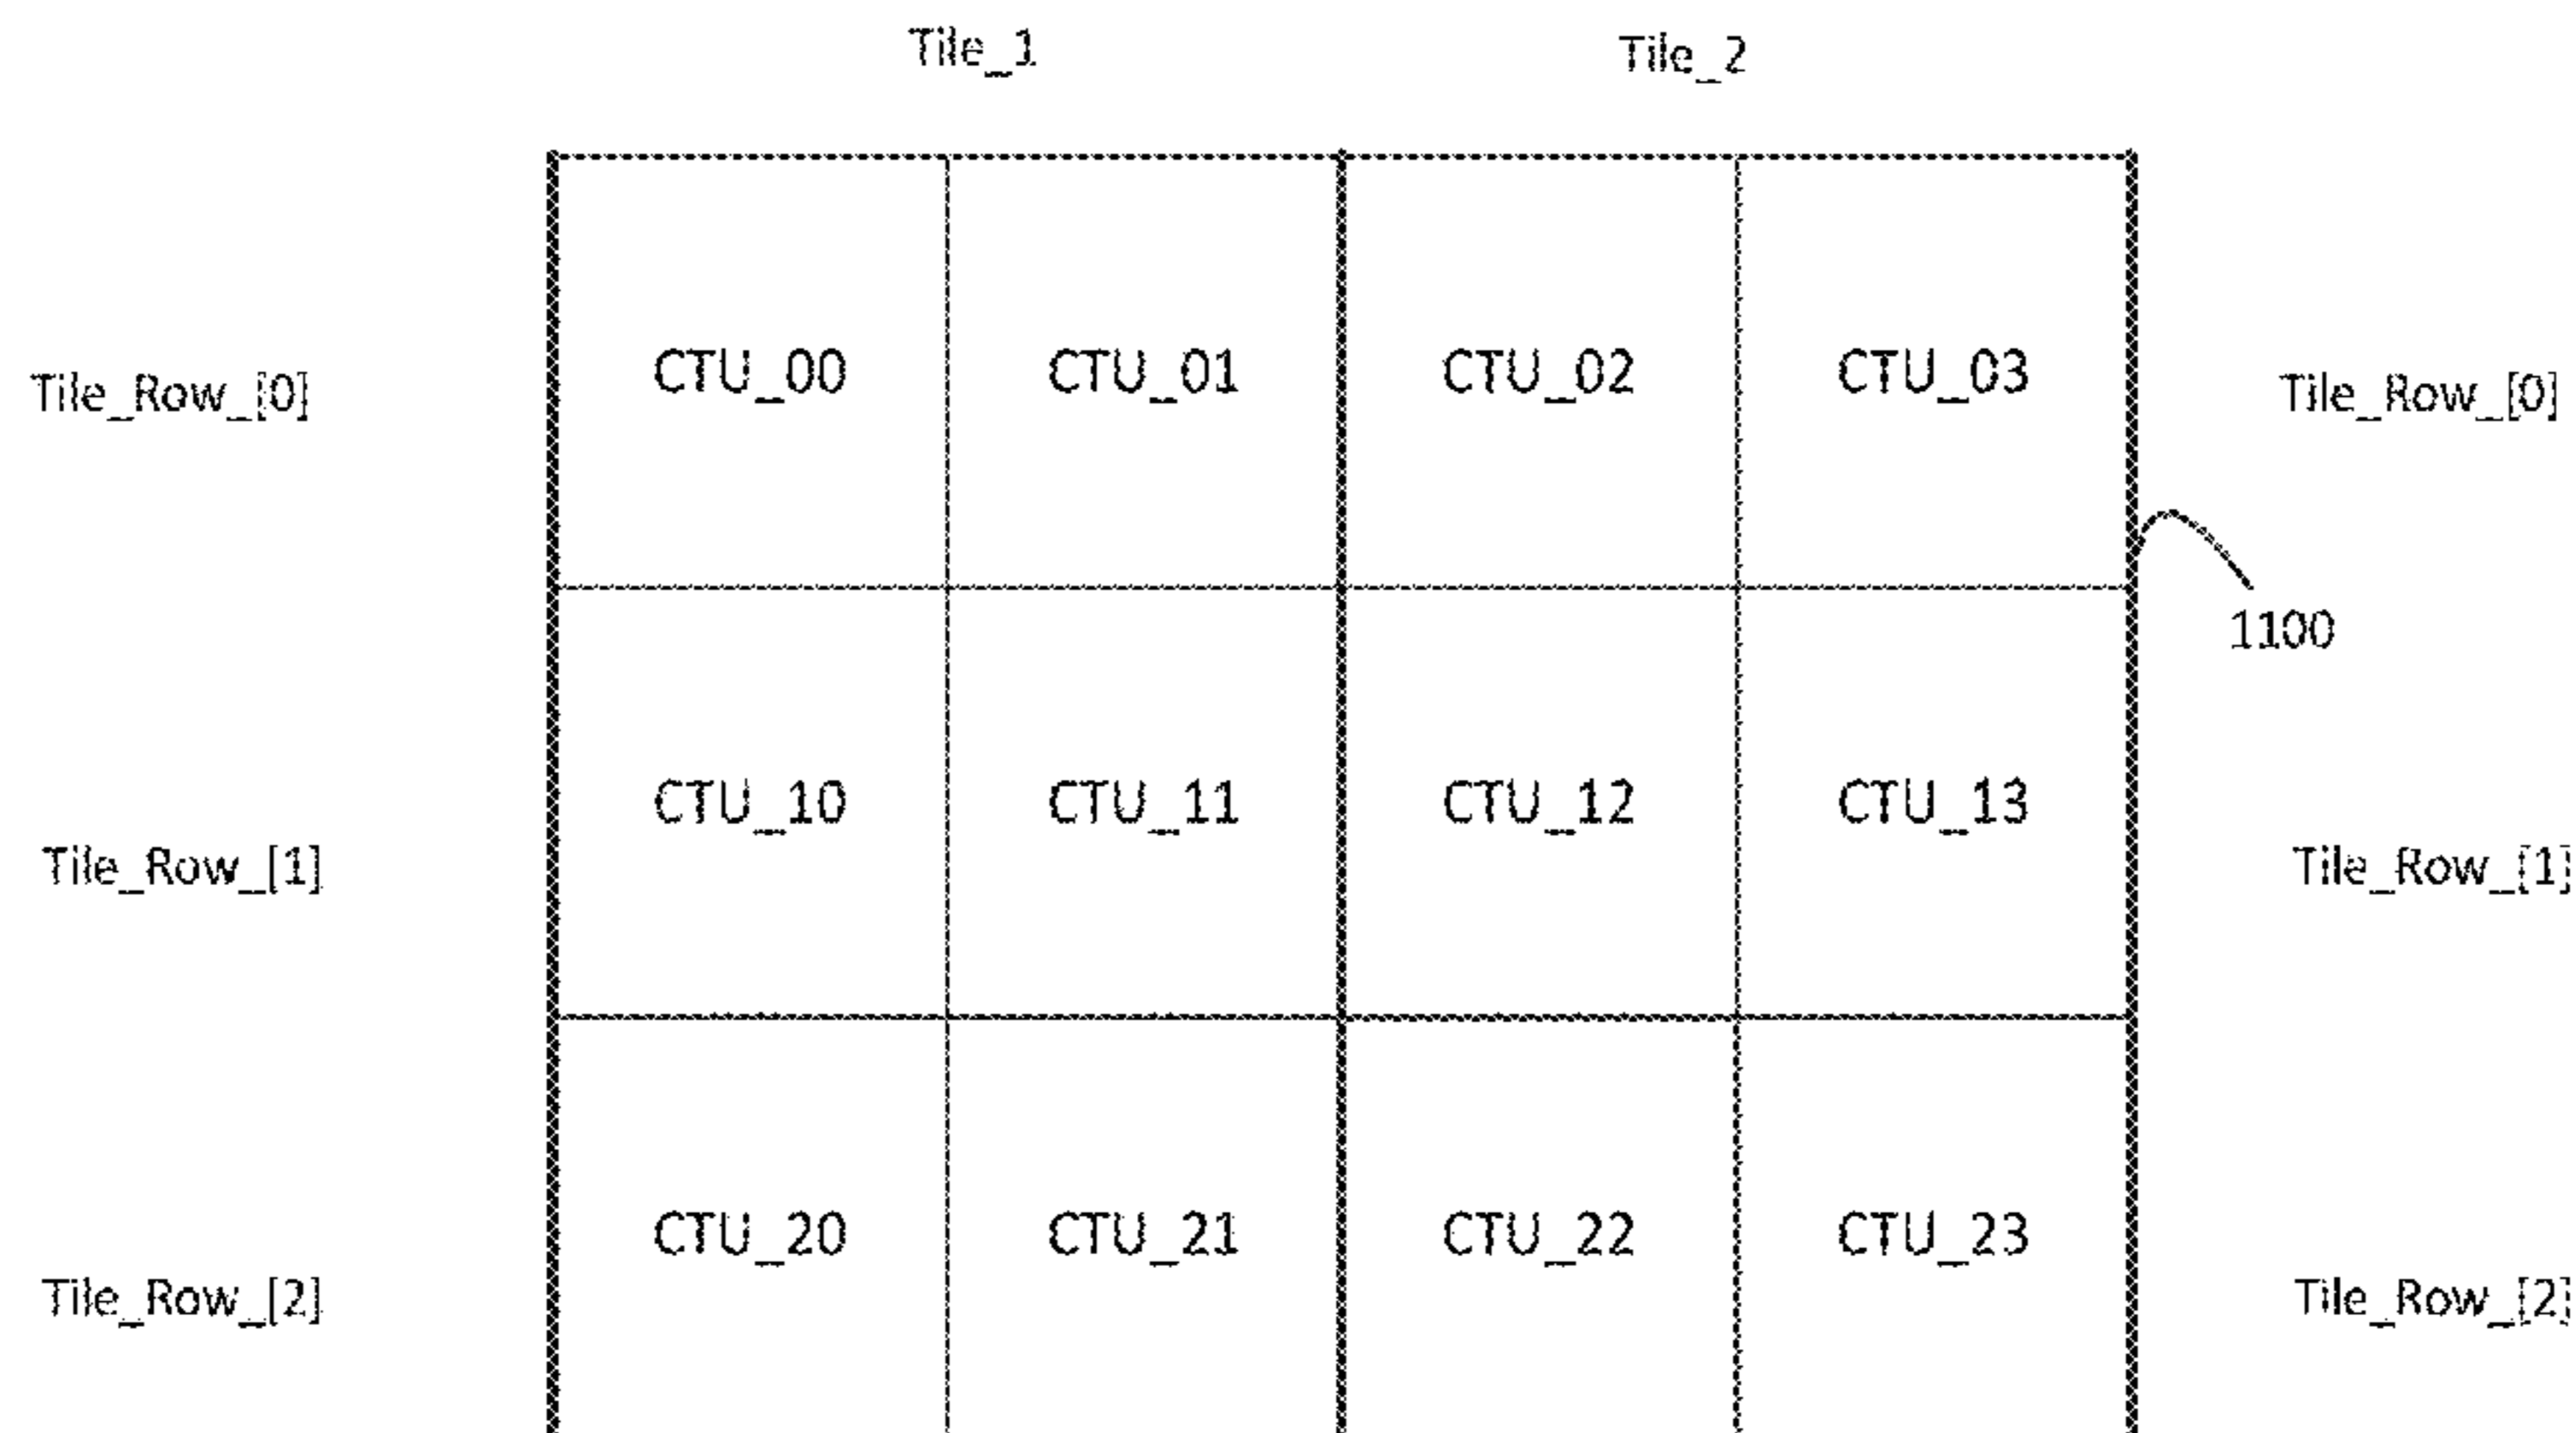 Tile_1 Tile_2
Tile_Row_[0] CTU_00 CTU_01 CTU_02 CTU_03 Tile_Row_[0]
1100
Tile_Row_[1] CTU_10 CTU_11 CTU_12 CTU_13 Tile_Row_[1]
Tile_Row_[2] CTU_20 CTU_21 CTU_22 CTU_23 Tile_Row_[2]